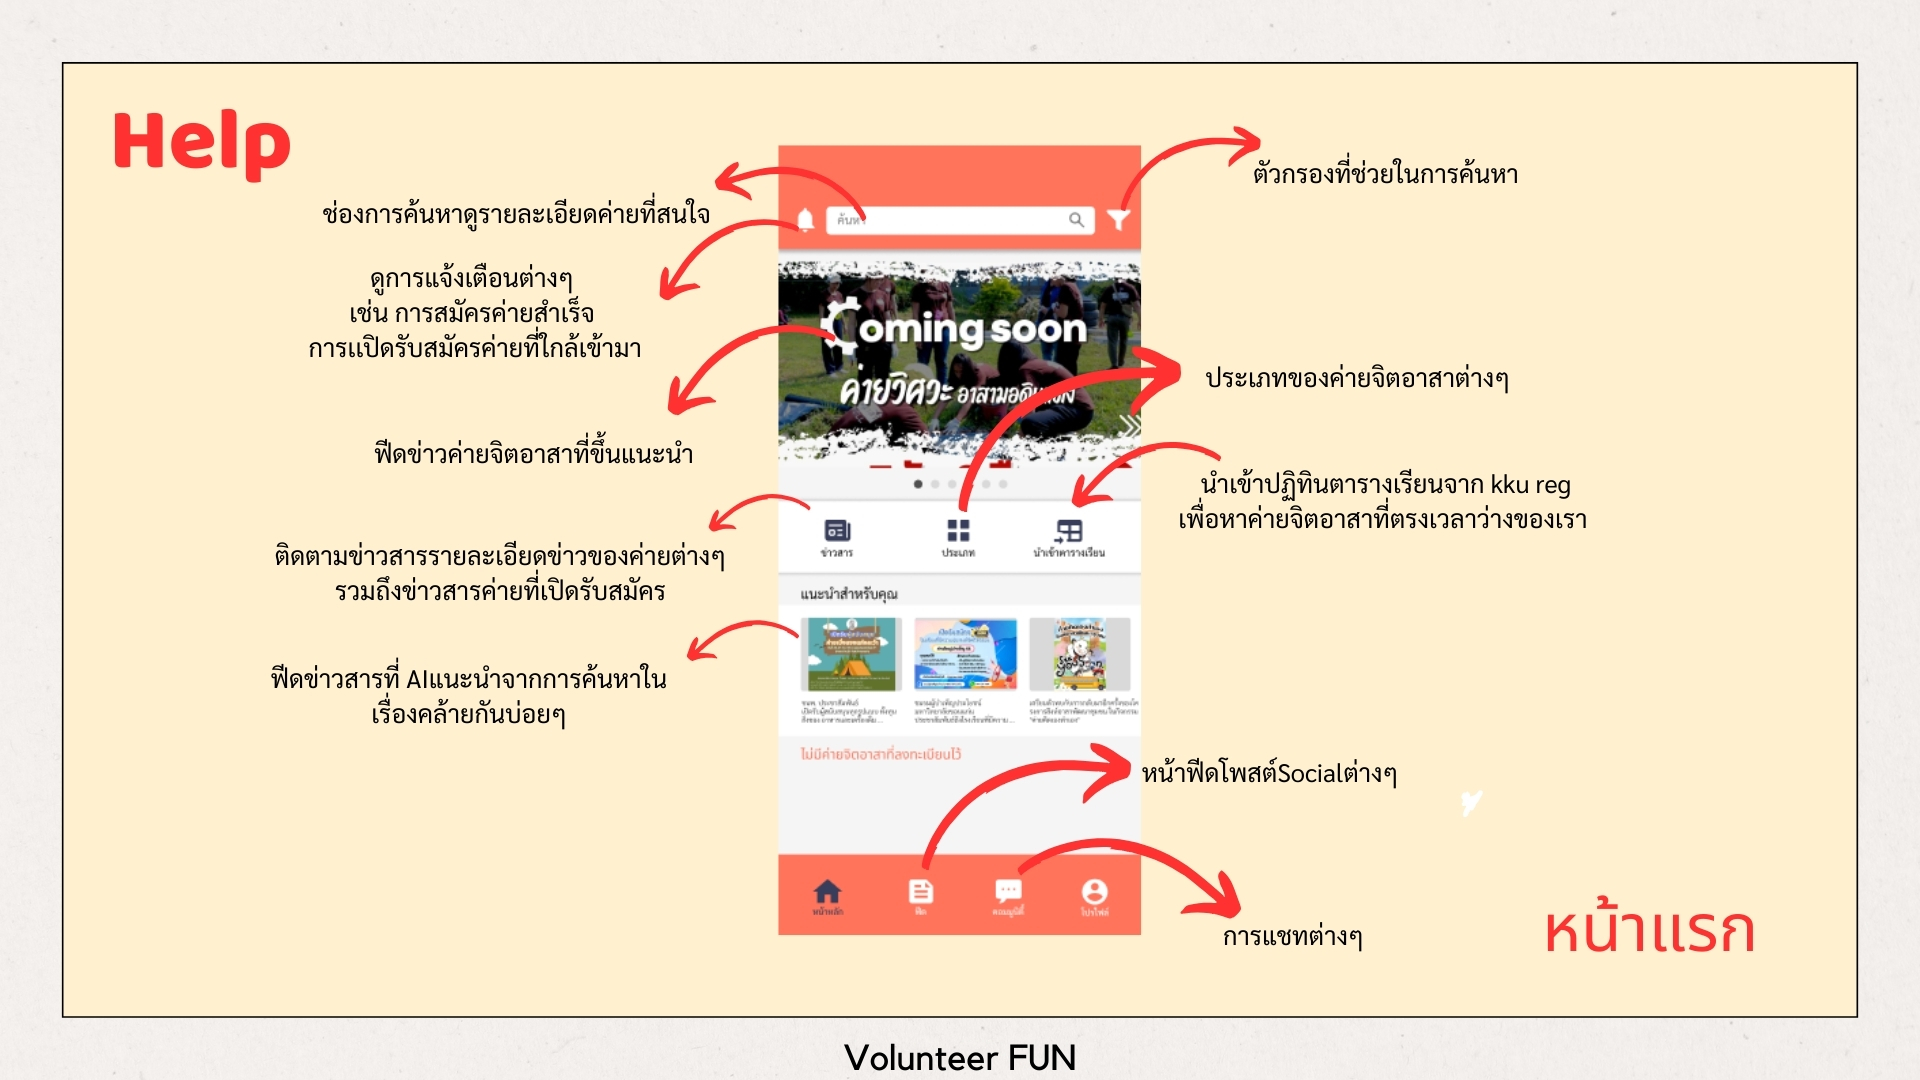 Help
ช่องการค้นหาดูรายละเอียดค่ายที่สนใจ
ดูการแจ้งเตือนต่างๆ
เช่น การสมัครค่ายสำเร็จ
การเเปิดรับสมัครค่ายที่ใกล้เข้ามา
ฟีดข่าวค่ายจิตอาสาที่ขึ้นแนะนำ
ติดตามข่าวสารรายละเอียดข่าวของค่ายต่างๆ
รวมถึงข่าวสารค่ายที่เปิดรับสมัคร
ฟีดข่าวสารที่ AIแนะนำจากการค้นหาใน
เรื่องคล้ายกันบ่อยๆ
ค้นหา
Coming soon
ค่ายวิศวะ
ข่าวสาร
ประเภท
นำเข้าตารางเรียน
แนะนำสำหรับคุณ
ไม่มีค่ายจิตอาสาที่ลงทะเบียนไว้
หน้าหลัก
ฟีด
คอมมูนิตี้
โปรไฟล์
ตัวกรองที่ช่วยในการค้นหา
ประเภทของค่ายจิตอาสาต่างๆ
นำเข้าปฏิทินตารางเรียนจาก kku reg
เพื่อหาค่ายจิตอาสาที่ตรงเวลาว่างของเรา
หน้าฟีดโพสต์Socialต่างๆ
การแชทต่างๆ
หน้าแรก
Volunteer FUN